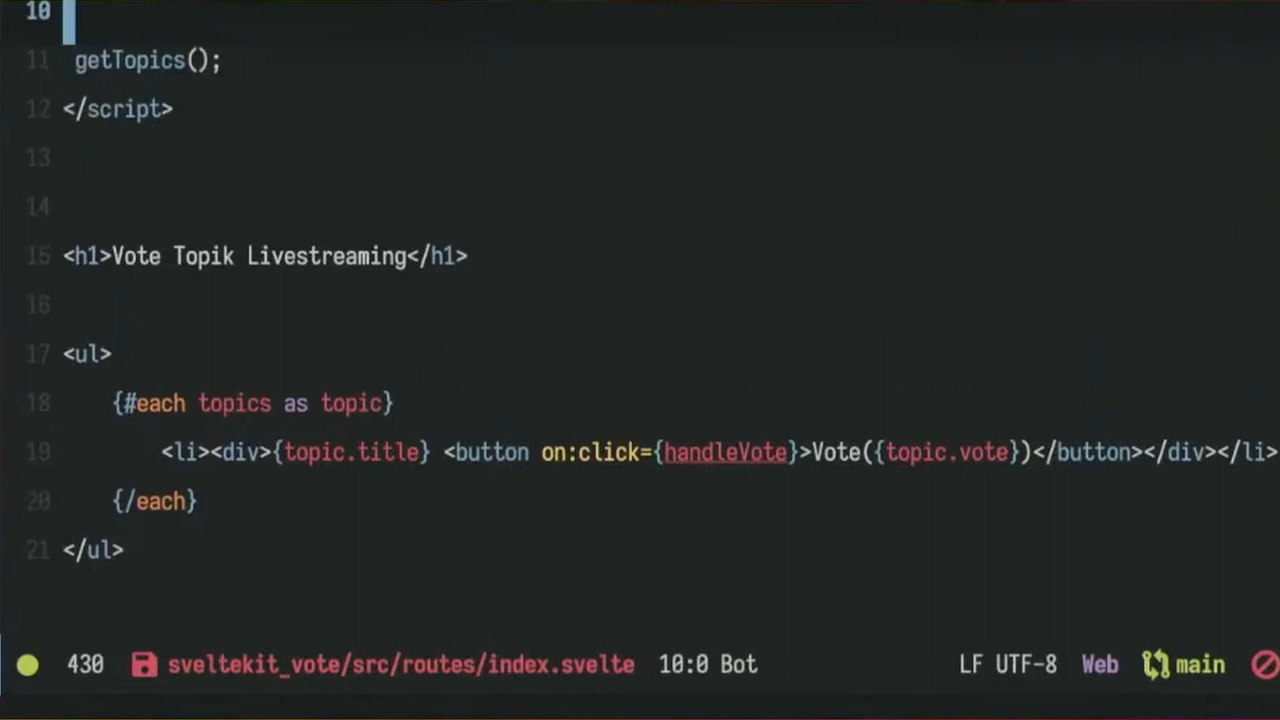 10
11 getTopics();
12 </script>
13
14
15 <h1>Vote Topik Livestreaming</h1>
16
17 <ul>
18 {#each topics as topic}
19 <li><div>{topic.title} <button on:click={handleVote}>Vote({topic.vote})</button></div></li>
20 {/each}
21 </ul>
430 sveltekit_vote/src/routes/index.svelte 10:0 Bot LF UTF-8 Web main